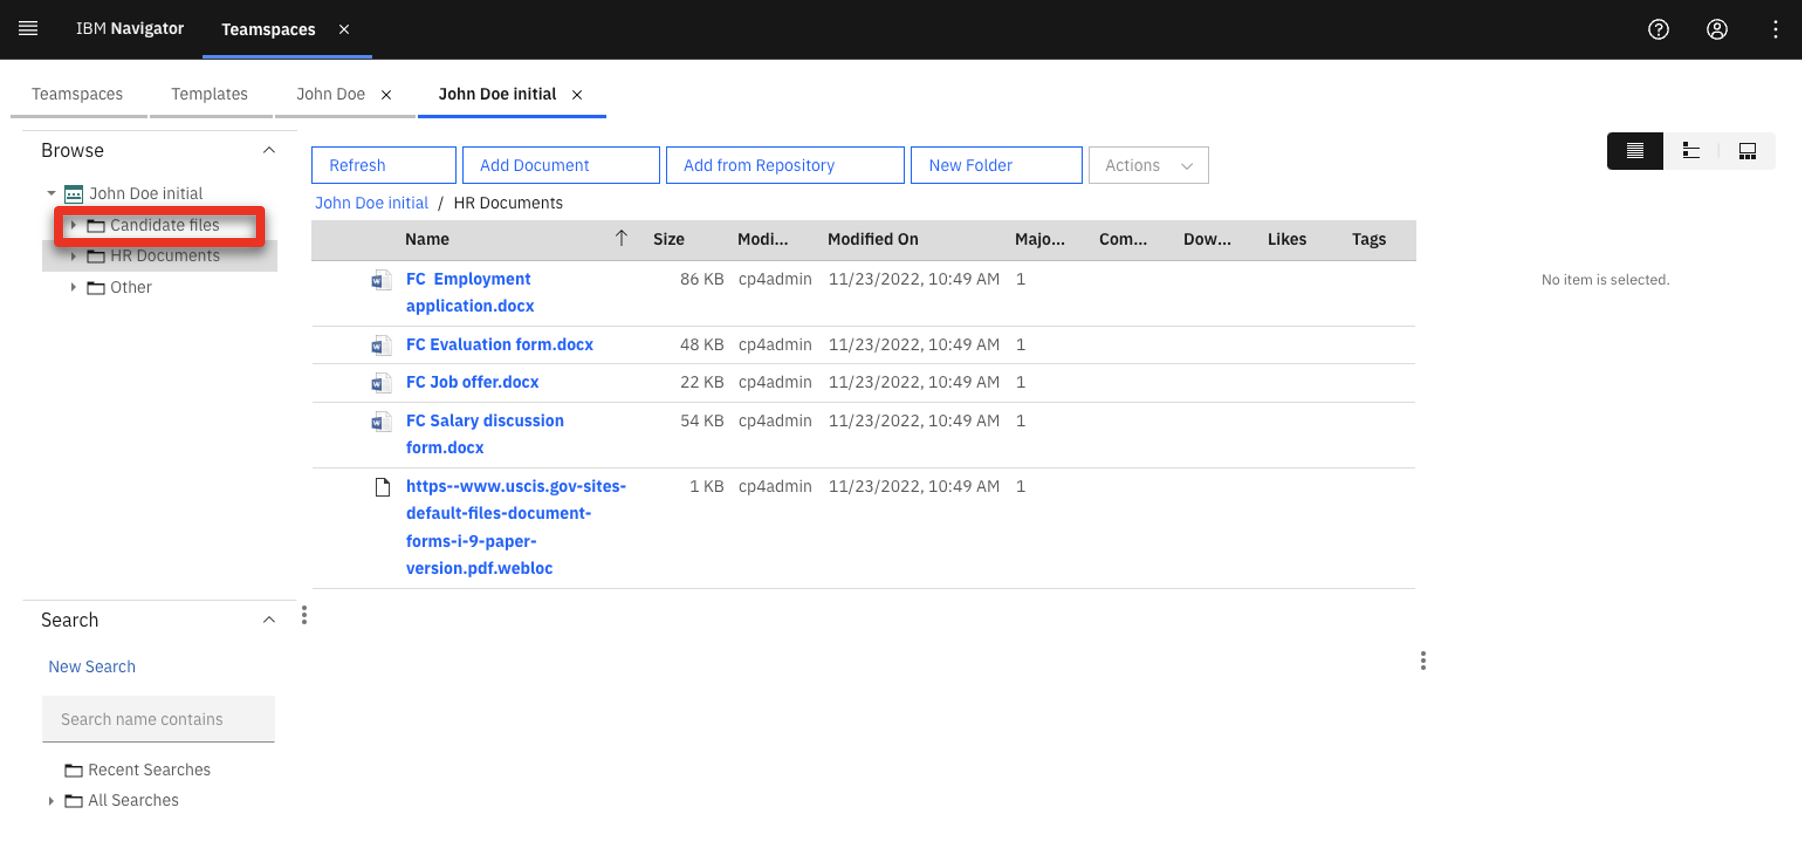 IBM Navigator
Teamspaces
Teamspaces
Templates
John Doe
John Doe initial
Browse
John Doe initial
Candidate files
HR Documents
Other
Refresh
Add Document
Add from Repository
New Folder
Actions
John Doe initial / HR Documents
Name Size Modi... Modified On Majo... Com... Dow... Likes Tags
FC  Employment 86 KB cp4admin 11/23/2022, 10:49 AM 1
application.docx
FC Evaluation form.docx 48 KB cp4admin 11/23/2022, 10:49 AM 1
FC Job offer.docx 22 KB cp4admin 11/23/2022, 10:49 AM 1
FC Salary discussion 54 KB cp4admin 11/23/2022, 10:49 AM 1
form.docx
https--www.uscis.gov-sites- 1 KB cp4admin 11/23/2022, 10:49 AM 1
default-files-document-
forms-i-9-paper-
version.pdf.webloc
No item is selected.
Search
New Search
Search name contains
Recent Searches
All Searches